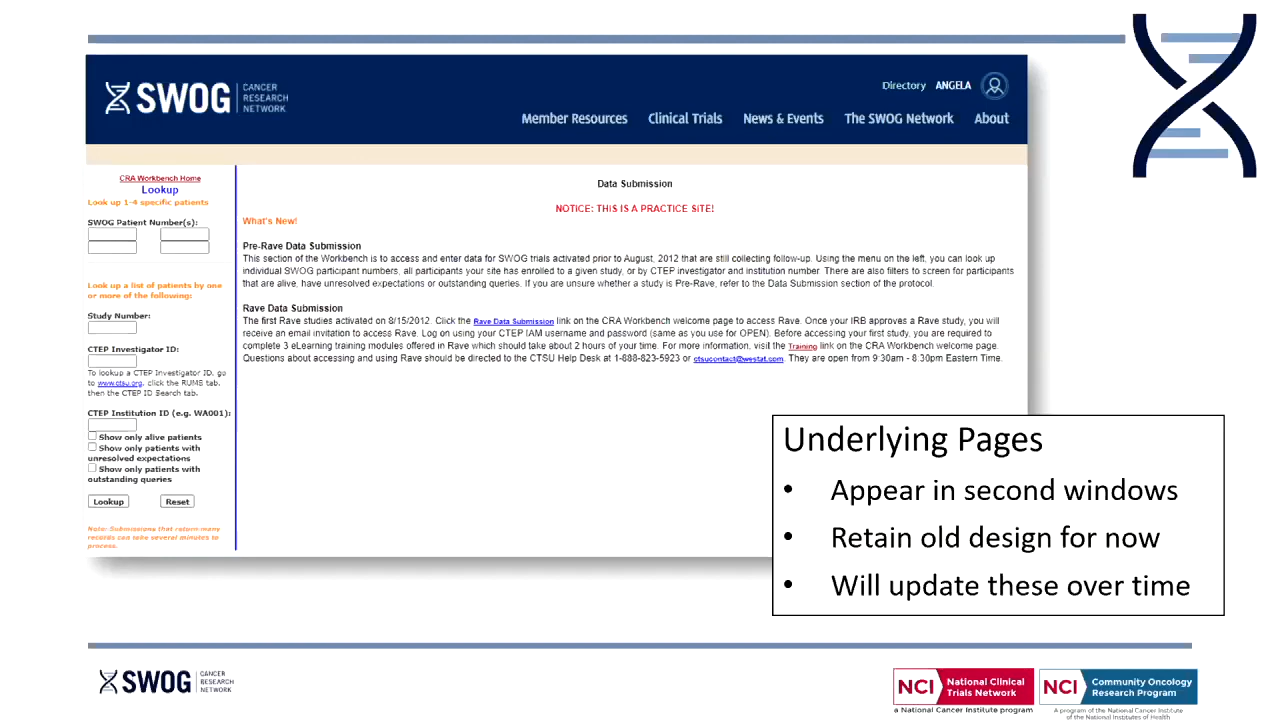 SWOG
CANCER
RESEARCH
NETWORK
Directory ANGELA
Member Resources Clinical Trials News & Events The SWOG Network About
CRA Workbench Home
Lookup
Look up 1-4 specific patients
SWOG Patient Number(s):
Look up a list of patients by one
or more of the following:
Study Number:
CTEP Investigator ID:
To lookup a CTEP Investigator ID, go
to www.ctsu.org, click the RUMS tab,
then the CTEP ID Search tab.
CTEP Institution ID (e.g. WA001):
Show only alive patients
Show only patients with
unresolved expectations
Show only patients with
outstanding queries
Lookup Reset
Note: Submissions that return many
records can take several minutes to
process.
Data Submission
NOTICE: THIS IS A PRACTICE SITE!
What's New!
Pre-Rave Data Submission
This section of the Workbench is to access and enter data for SWOG trials activated prior to August, 2012 that are still collecting follow-up. Using the menu on the left, you can look up
individual SWOG participant numbers, all participants your site has enrolled to a given study, or by CTEP investigator and institution number. There are also filters to screen for participants
that are alive, have unresolved expectations or outstanding queries. If you are unsure whether a study is Pre-Rave, refer to the Data Submission section of the protocol.
Rave Data Submission
The first Rave studies activated on 8/15/2012. Click the Rave Data Submission link on the CRA Workbench welcome page to access Rave. Once your IRB approves a Rave study, you will
receive an email invitation to access Rave. Log on using your CTEP IAM username and password (same as you use for OPEN). Before accessing your first study, you are required to
complete 3 eLearning training modules offered in Rave which should take about 2 hours of your time. For more information, visit the Training link on the CRA Workbench welcome page.
Questions about accessing and using Rave should be directed to the CTSU Help Desk at 1-888-823-5923 or ctsucontact@westat.com. They are open from 9:30am - 8:30pm Eastern Time.
Underlying Pages
• Appear in second windows
• Retain old design for now
• Will update these over time
SWOG
CANCER
RESEARCH
NETWORK
NCI National Clinical
Trials Network
a National Cancer Institute program
NCI Community Oncology
Research Program
A program of the National Cancer Institute
of the National Institutes of Health